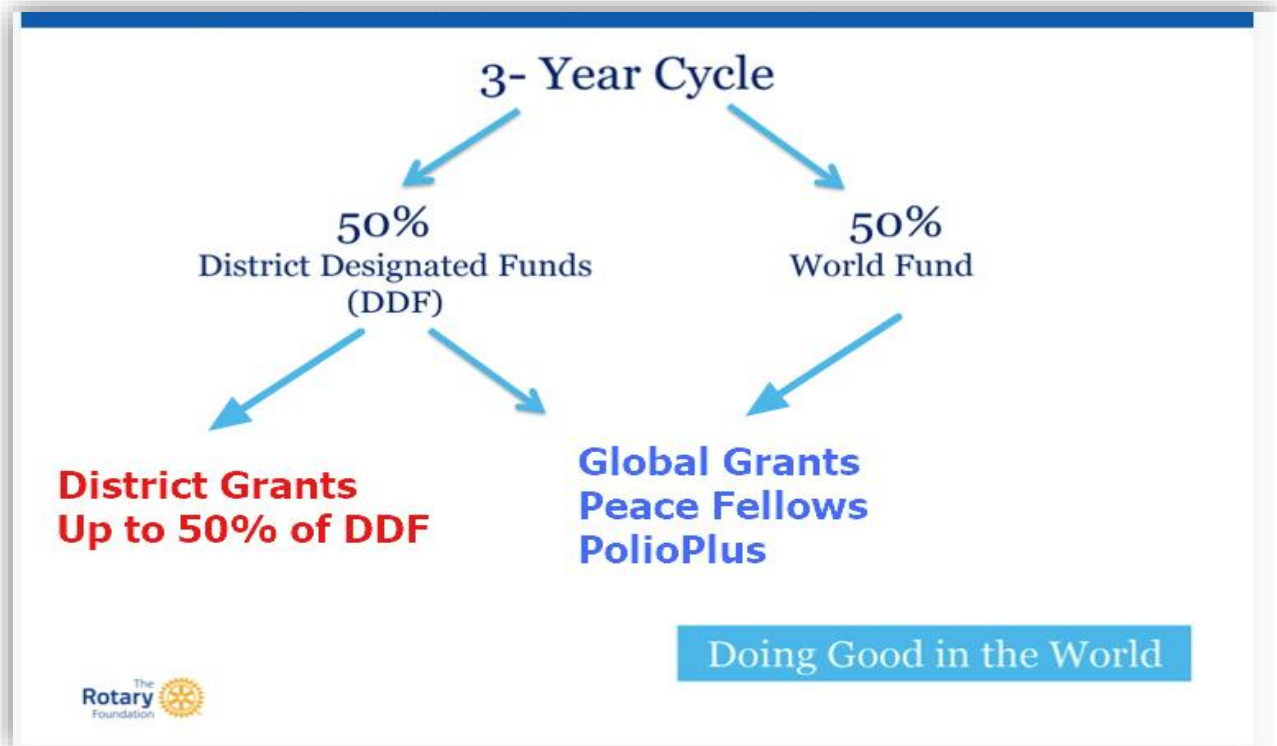 3- Year Cycle
50%
District Designated Funds
(DDF)
50%
World Fund
District Grants
Up to 50% of DDF
Global Grants
Peace Fellows
PolioPlus
Doing Good in the World
The
Rotary
Foundation